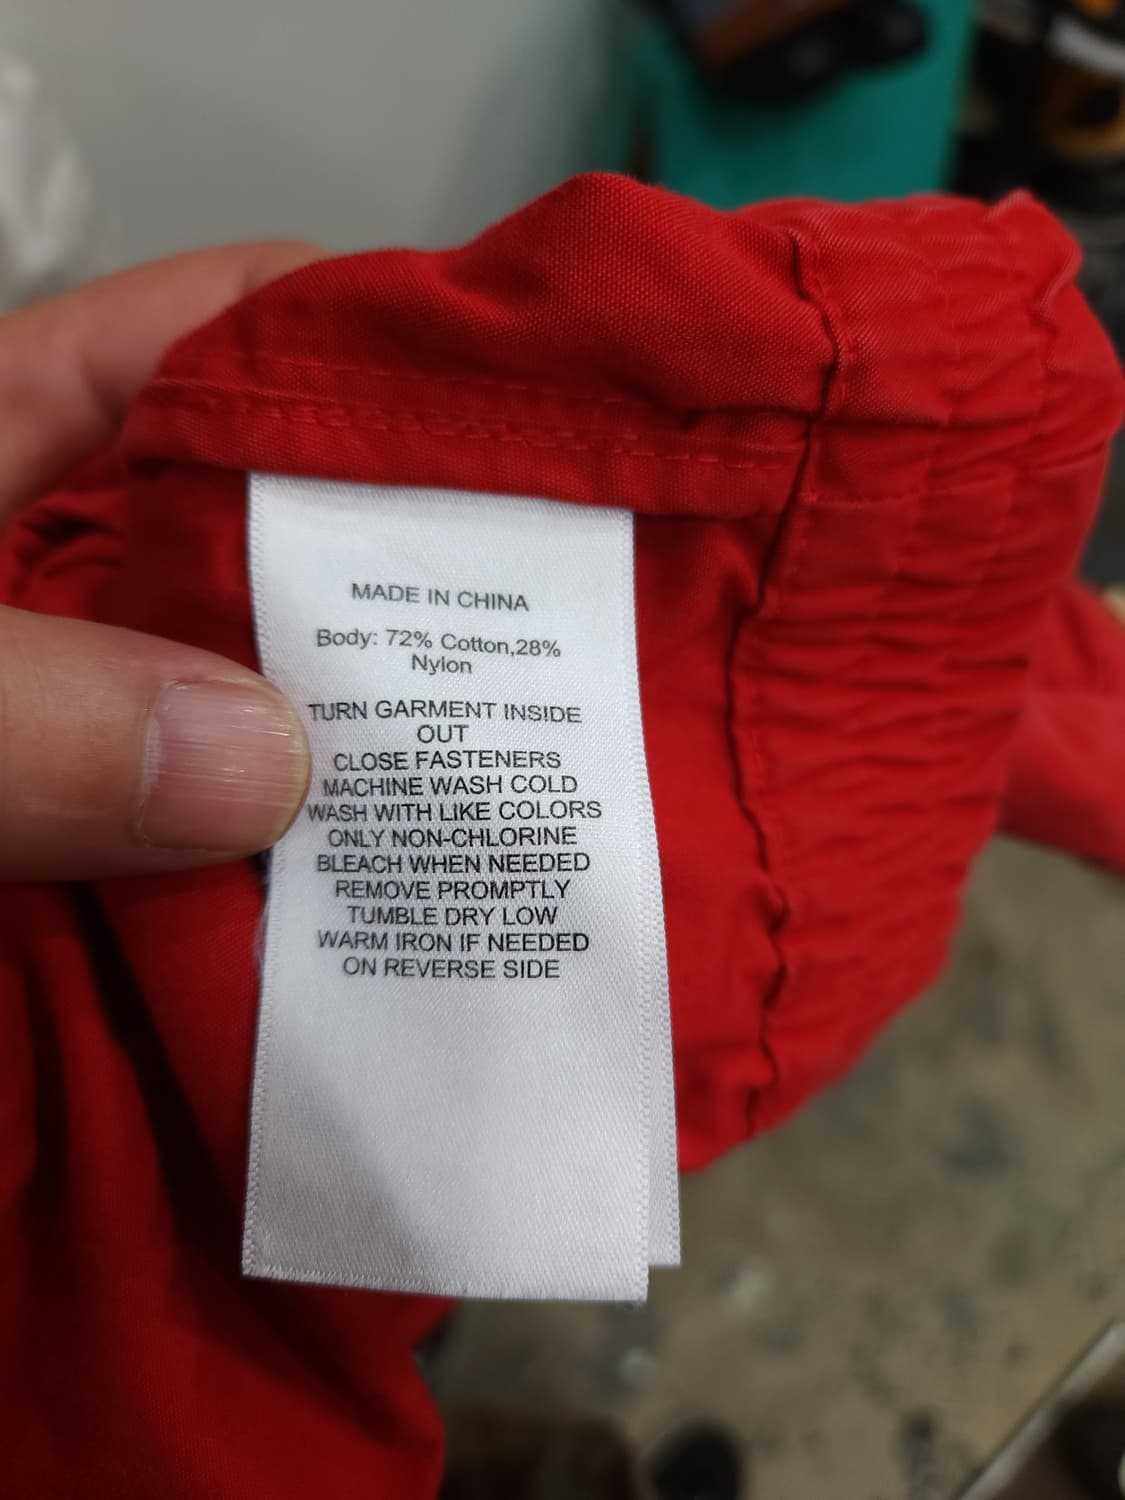 MADE IN CHINA
Body: 72% Cotton,28%
Nylon
TURN GARMENT INSIDE
OUT
CLOSE FASTENERS
MACHINE WASH COLD
WASH WITH LIKE COLORS
ONLY NON-CHLORINE
BLEACH WHEN NEEDED
REMOVE PROMPTLY
TUMBLE DRY LOW
WARM IRON IF NEEDED
ON REVERSE SIDE